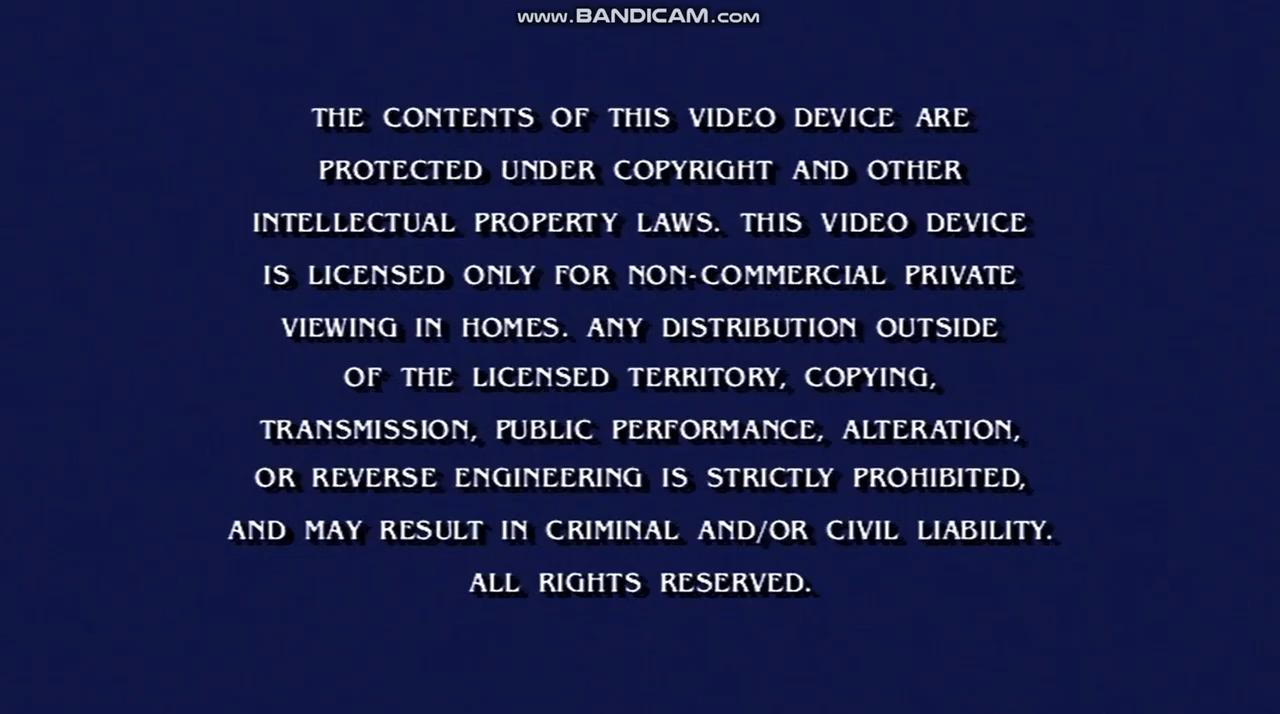 www.BANDICAM.com
THE CONTENTS OF THIS VIDEO DEVICE ARE
PROTECTED UNDER COPYRIGHT AND OTHER
INTELLECTUAL PROPERTY LAWS. THIS VIDEO DEVICE
IS LICENSED ONLY FOR NON-COMMERCIAL PRIVATE
VIEWING IN HOMES. ANY DISTRIBUTION OUTSIDE
OF THE LICENSED TERRITORY, COPYING,
TRANSMISSION, PUBLIC PERFORMANCE, ALTERATION,
OR REVERSE ENGINEERING IS STRICTLY PROHIBITED,
AND MAY RESULT IN CRIMINAL AND/OR CIVIL LIABILITY.
ALL RIGHTS RESERVED.